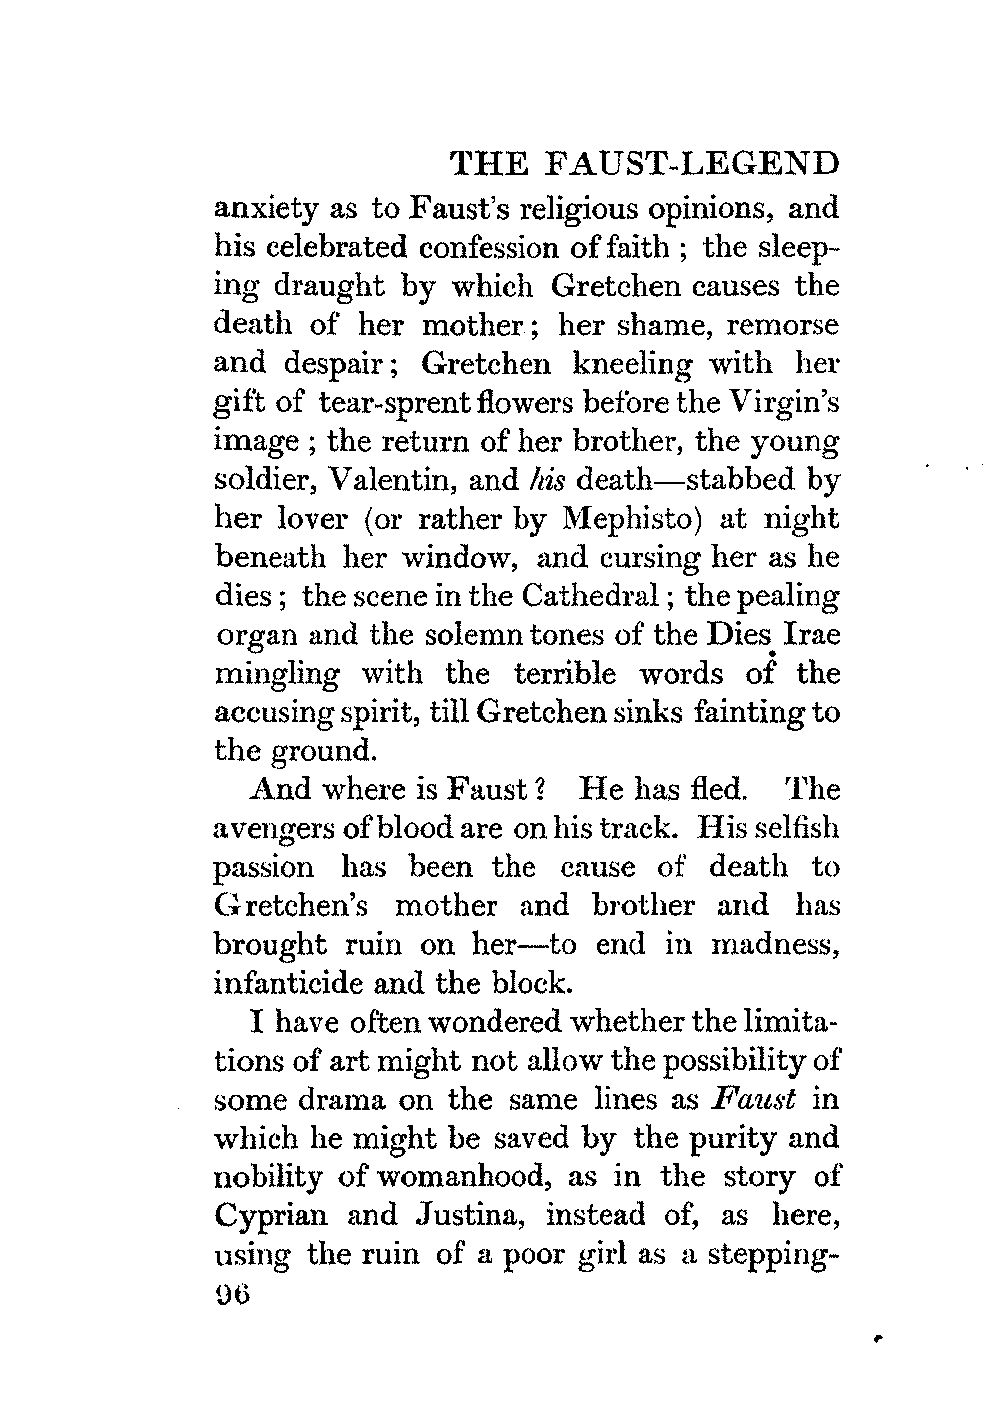 THE FAUST-LEGEND
anxiety as to Faust's religious opinions, and
his celebrated confession of faith ; the sleep-
ing draught by which Gretchen causes the
death of her mother ; her shame, remorse
and despair ; Gretchen kneeling with her
gift of tear-sprent flowers before the Virgin's
image ; the return of her brother, the young
soldier, Valentin, and his death—stabbed by
her lover (or rather by Mephisto) at night
beneath her window, and cursing her as he
dies ; the scene in the Cathedral ; the pealing
organ and the solemn tones of the Dies Irae
mingling with the terrible words of the
accusing spirit, till Gretchen sinks fainting to
the ground.
And where is Faust ? He has fled. The
avengers of blood are on his track. His selfish
passion has been the cause of death to
Gretchen's mother and brother and has
brought ruin on her—to end in madness,
infanticide and the block.
I have often wondered whether the limita-
tions of art might not allow the possibility of
some drama on the same lines as Faust in
which he might be saved by the purity and
nobility of womanhood, as in the story of
Cyprian and Justina, instead of, as here,
using the ruin of a poor girl as a stepping-
96